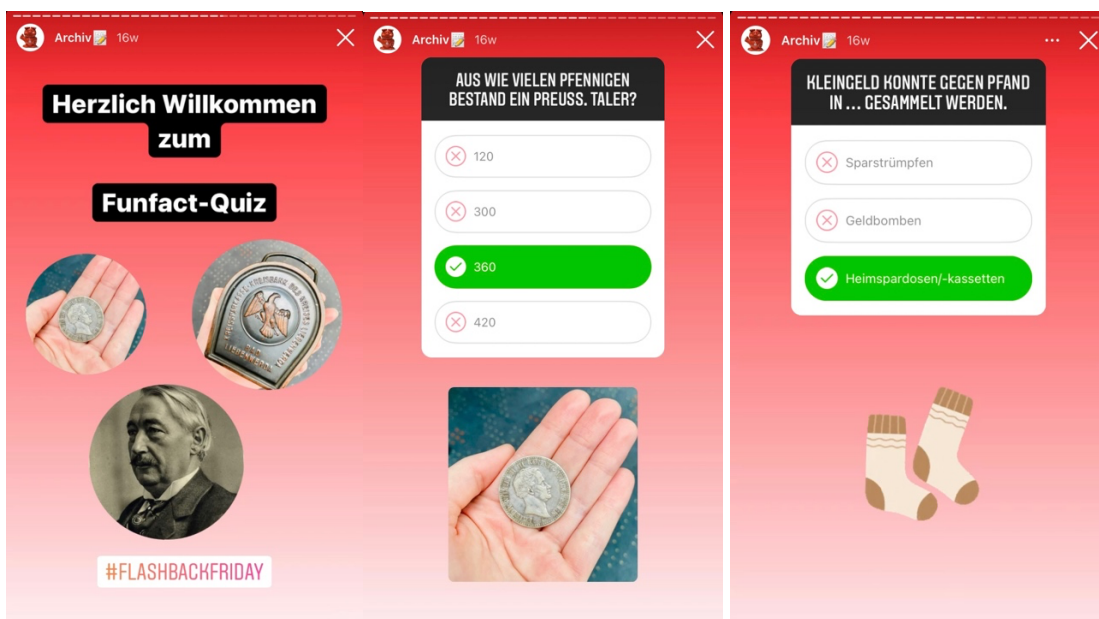 Archiv 16w
Herzlich Willkommen
zum
Funfact-Quiz
#FLASHBACKFRIDAY
Archiv 16w
AUS WIE VIELEN PFENNIGEN
BESTAND EIN PREUSS. TALER?
120
300
360
420
Archiv 16w
KLEINGELD KONNTE GEGEN PFAND
IN ... GESAMMELT WERDEN.
Sparstrümpfen
Geldbomben
Heimspardosen/-kassetten